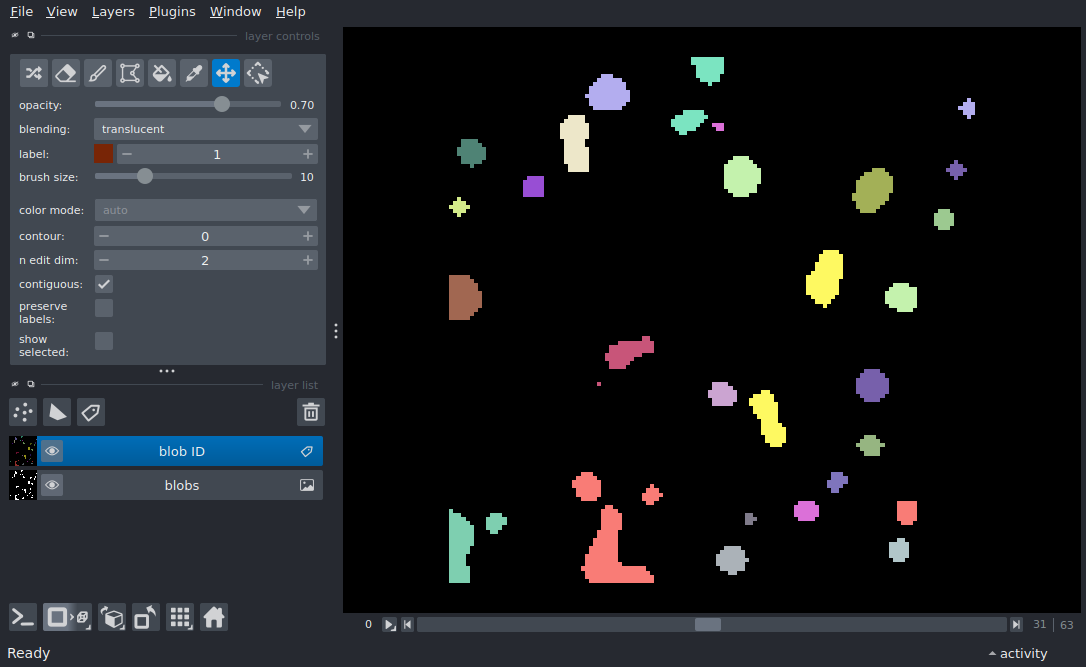 File View Layers Plugins Window Help
layer controls
opacity: 0.70
blending: translucent
label: 1
brush size: 10
color mode: auto
contour: 0
n edit dim: 2
contiguous:
preserve
labels:
show
selected:
layer list
blob ID
blobs
0 31 63
Ready activity